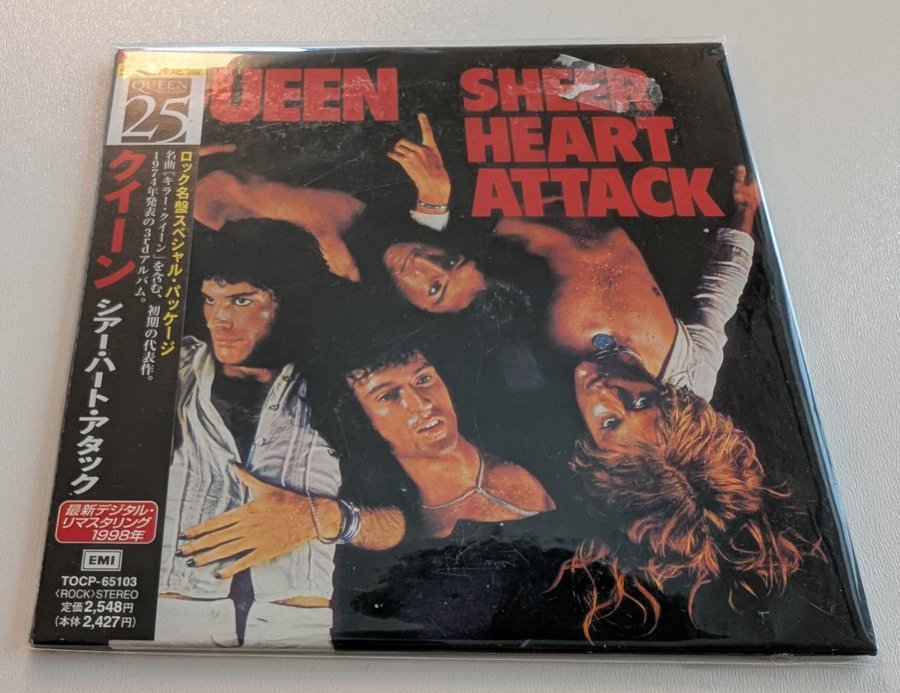 QUEEN
25
クイーン
シアー・ハート・アタック
ロック名盤スペシャル・パッケージ
名曲「キラー・クイーン」を含む、初期の代表作。
1974年発表の3rdアルバム。
最新デジタル・
リマスタリング
1998年
EMI
TOCP-65103
〈ROCK〉STEREO
定価2,548円
(本体2,427円)
UEEN
SHEER
HEART
ATTACK